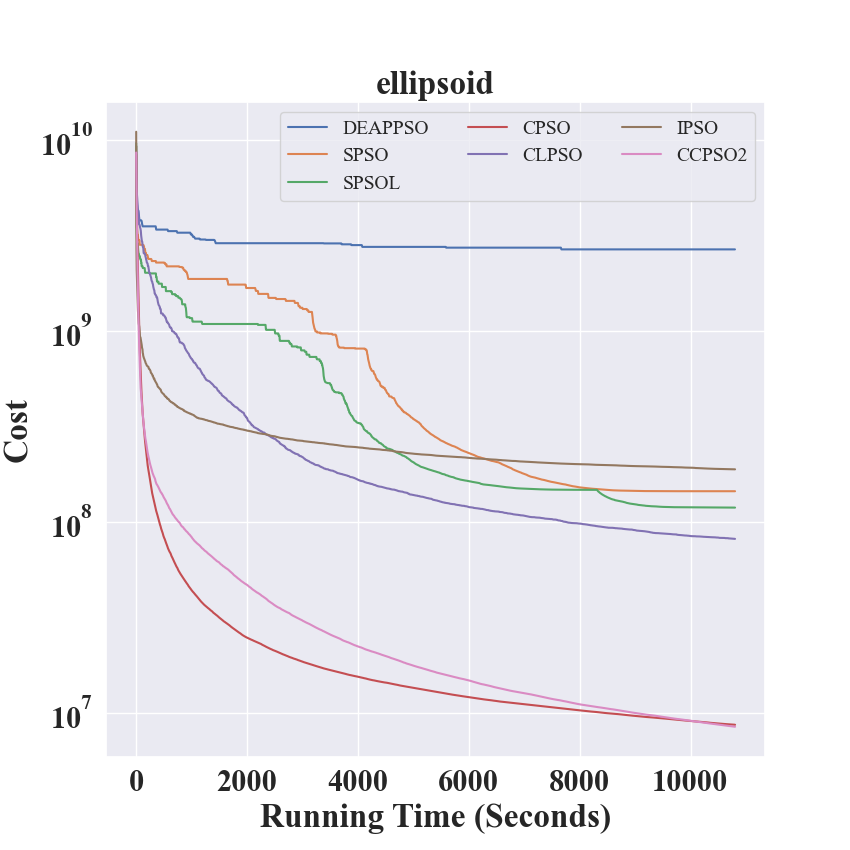 ellipsoid
DEAPPSO CPSO IPSO
SPSO CLPSO CCPSO2
SPSOL
10^10
10^9
10^8
10^7
Cost
0 2000 4000 6000 8000 10000
Running Time (Seconds)